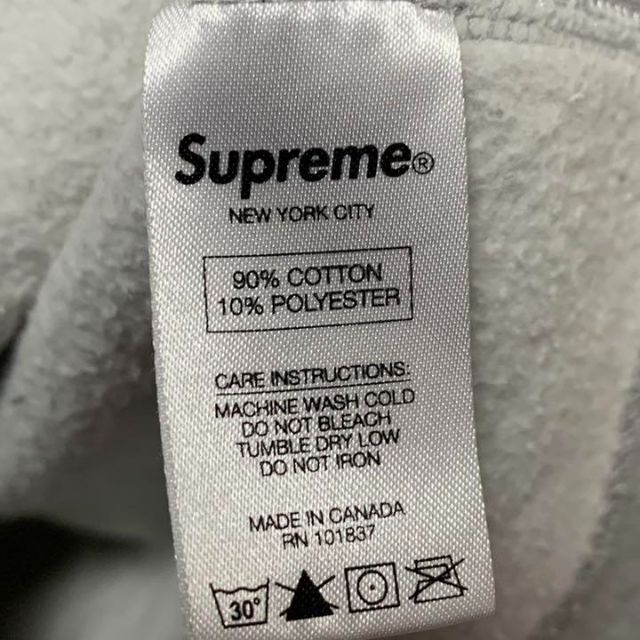 Supreme®
NEW YORK CITY
90% COTTON
10% POLYESTER
CARE INSTRUCTIONS:
MACHINE WASH COLD
DO NOT BLEACH
TUMBLE DRY LOW
DO NOT IRON
MADE IN CANADA
RN 101837
30°